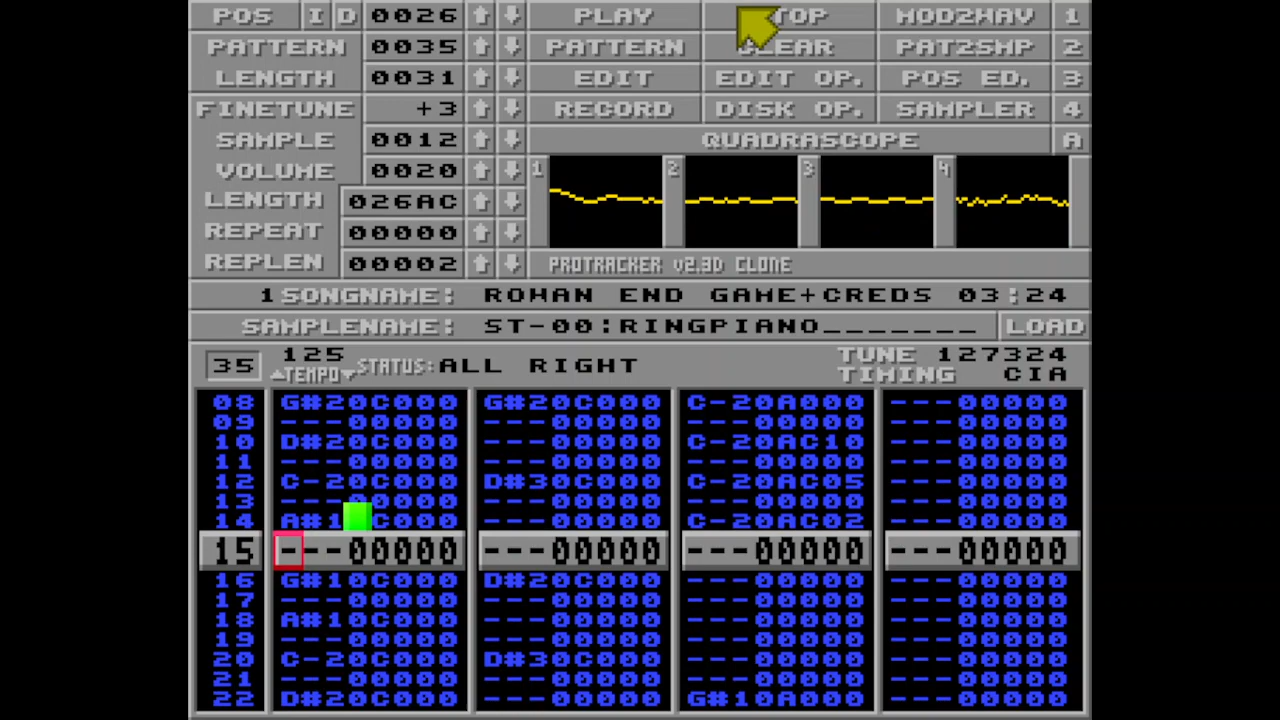 POS I D 0026 PLAY STOP MOD2WAV 1
PATTERN 0035 PATTERN CLEAR PAT2SMP 2
LENGTH 0031 EDIT EDIT OP. POS ED. 3
FINETUNE +3 RECORD DISK OP. SAMPLER 4
SAMPLE 0012 QUADRASCOPE A
VOLUME 0020 1 2 3 4
LENGTH 026AC
REPEAT 00000
REPLEN 00002 PROTRACKER v2.3D CLONE
1 SONGNAME: ROHAN END GAME+CREDS 03:24
SAMPLENAME: ST-00:RINGPIANO_______ LOAD
35 125 TEMPO STATUS: ALL RIGHT TUNE 127324
TIMING CIA
08 G#20C000 G#20C000 C-20A000 ---00000
09 ---00000 ---00000 ---00000 ---00000
10 D#20C000 ---00000 C-20AC10 ---00000
11 ---00000 ---00000 ---00000 ---00000
12 C-20C000 D#30C000 C-20AC05 ---00000
13 ---00000 ---00000 ---00000 ---00000
14 A#1 C000 ---00000 C-20AC02 ---00000
15 ---00000 ---00000 ---00000 ---00000
16 G#10C000 D#20C000 ---00000 ---00000
17 ---00000 ---00000 ---00000 ---00000
18 A#10C000 ---00000 ---00000 ---00000
19 ---00000 ---00000 ---00000 ---00000
20 C-20C000 D#30C000 ---00000 ---00000
21 ---00000 ---00000 ---00000 ---00000
22 D#20C000 ---00000 G#10A000 ---00000